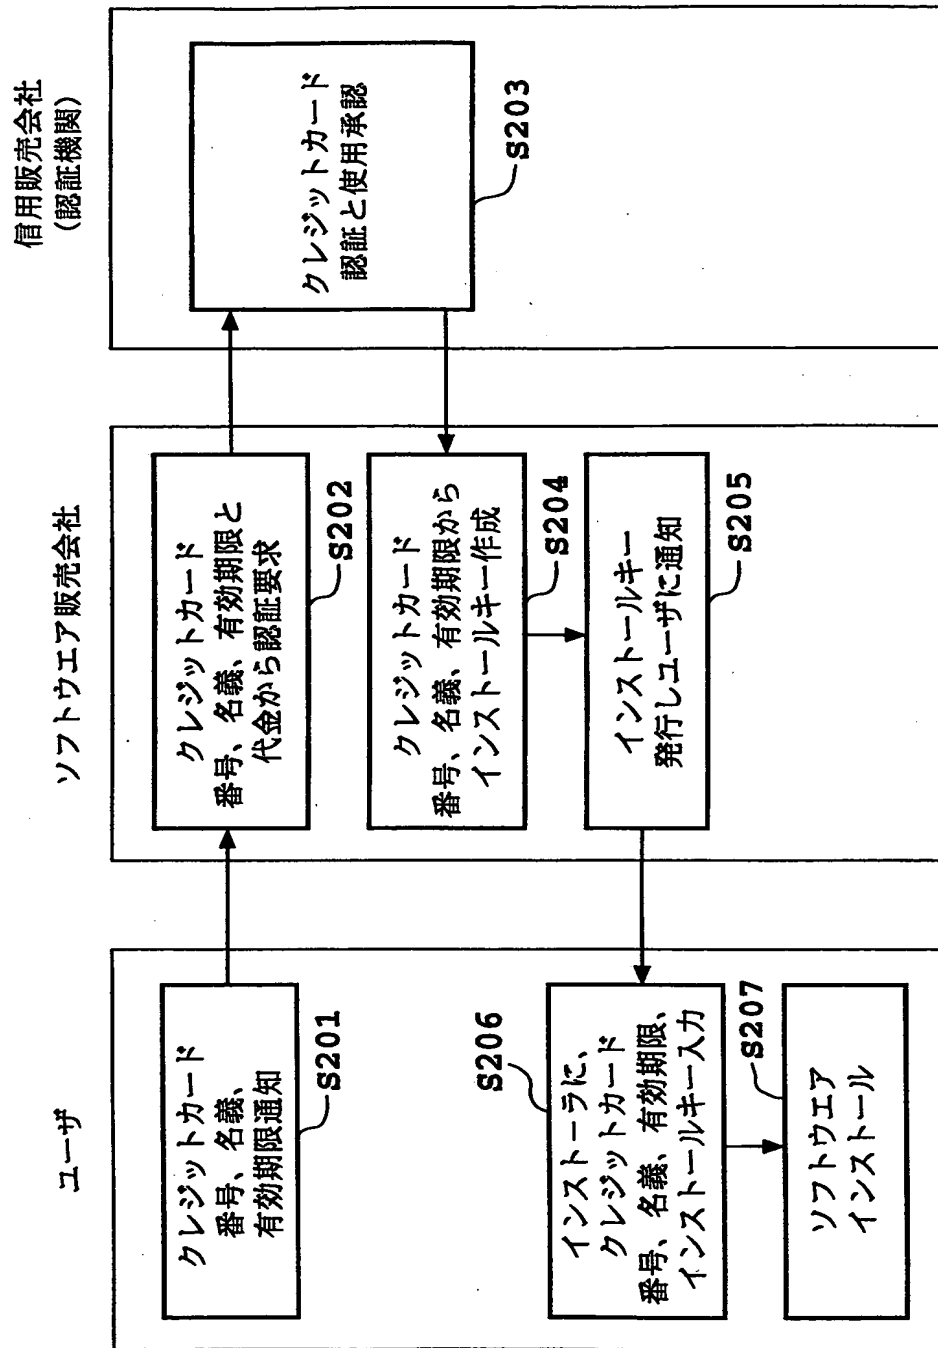 ユーザ
クレジットカード
番号、名義、
有効期限通知
S201
インストーラに、
クレジットカード
番号、名義、有効期限、
インストールキー入力
S206
ソフトウエア
インストール
S207
ソフトウエア販売会社
クレジットカード
番号、名義、有効期限と
代金から認証要求
S202
クレジットカード
番号、名義、有効期限から
インストールキー作成
S204
インストールキー
発行しユーザに通知
S205
信用販売会社
(認証機関)
クレジットカード
認証と使用承認
S203